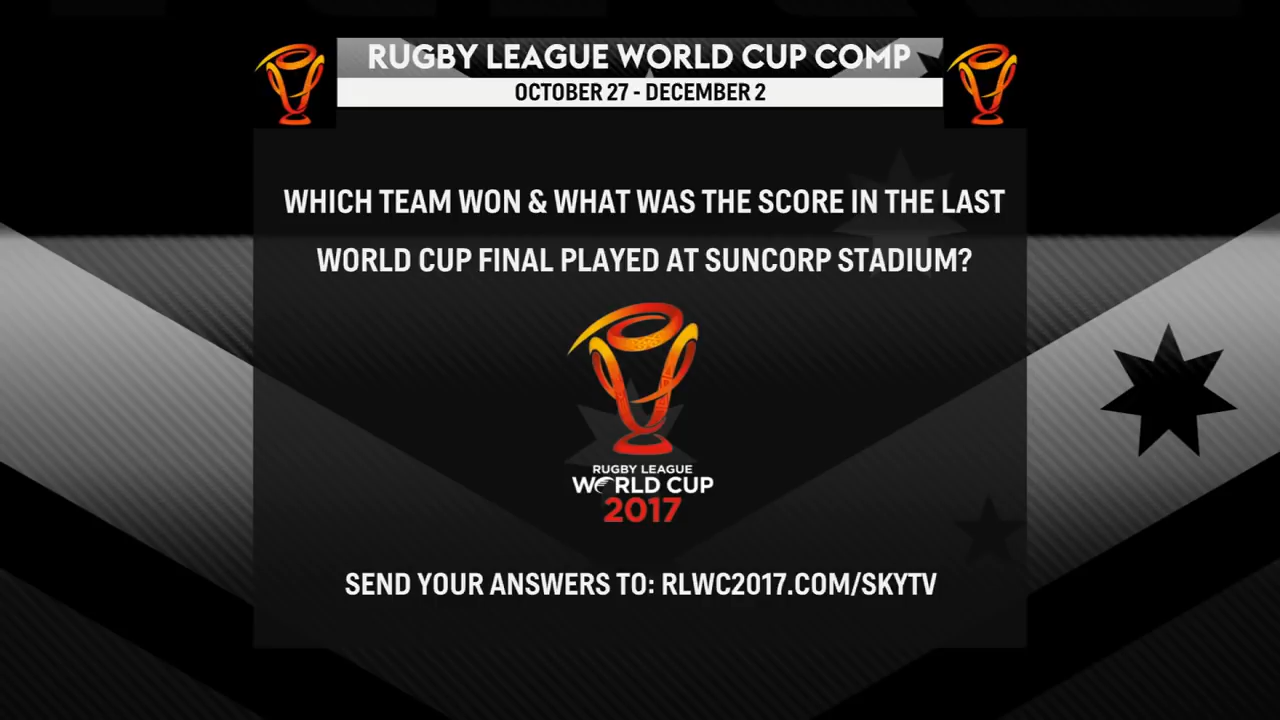 RUGBY LEAGUE WORLD CUP COMP
OCTOBER 27 - DECEMBER 2
WHICH TEAM WON & WHAT WAS THE SCORE IN THE LAST
WORLD CUP FINAL PLAYED AT SUNCORP STADIUM?
RUGBY LEAGUE
WORLD CUP
2017
SEND YOUR ANSWERS TO: RLWC2017.COM/SKYTV